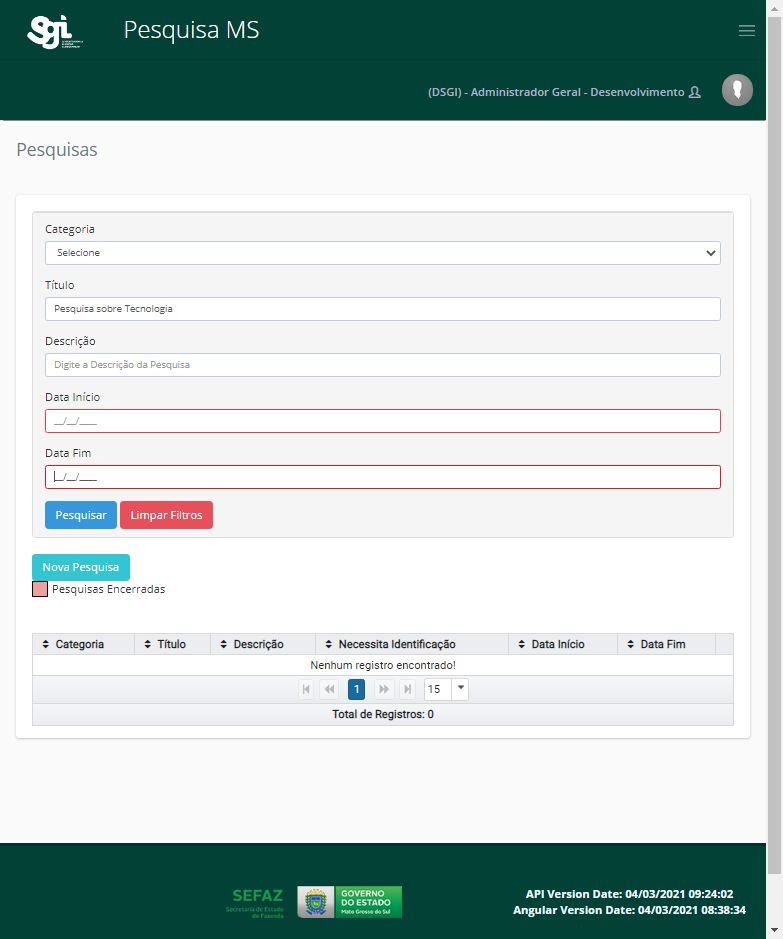 Sgi Pesquisa MS
(DSGI) - Administrador Geral - Desenvolvimento
Pesquisas
Categoria
Selecione
Título
Pesquisa sobre Tecnologia
Descrição
Digite a Descrição da Pesquisa
Data Início
__/__/____
Data Fim
__/__/____
Pesquisar Limpar Filtros
Nova Pesquisa
Pesquisas Encerradas
Categoria Título Descrição Necessita Identificação Data Início Data Fim
Nenhum registro encontrado!
1 15
Total de Registros: 0
SEFAZ
Secretaria de Estado
de Fazenda
GOVERNO
DO ESTADO
Mato Grosso do Sul
API Version Date: 04/03/2021 09:24:02
Angular Version Date: 04/03/2021 08:38:34